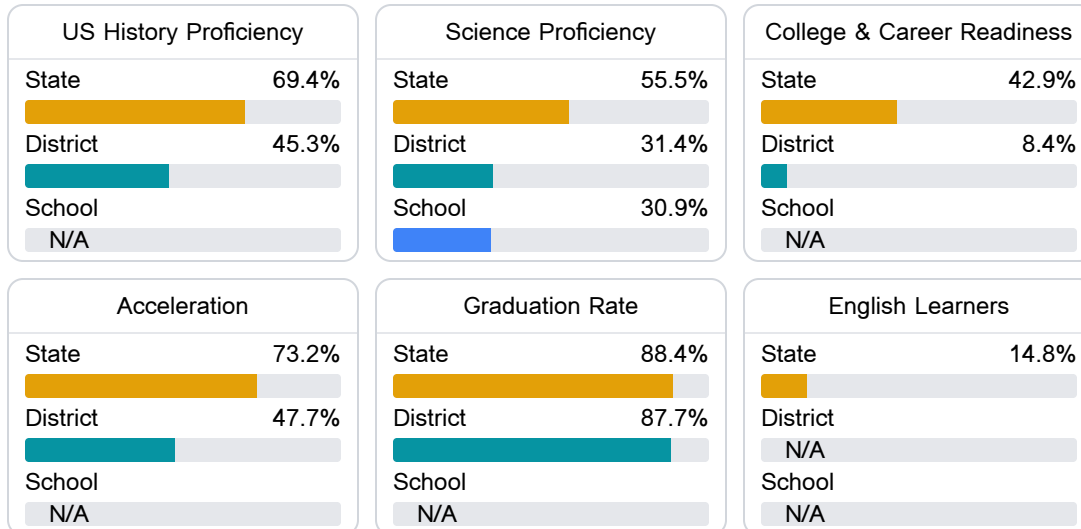 US History Proficiency
State 69.4%
District 45.3%
School
N/A
Science Proficiency
State 55.5%
District 31.4%
School 30.9%
College & Career Readiness
State 42.9%
District 8.4%
School
N/A
Acceleration
State 73.2%
District 47.7%
School
N/A
Graduation Rate
State 88.4%
District 87.7%
School
N/A
English Learners
State 14.8%
District
N/A
School
N/A